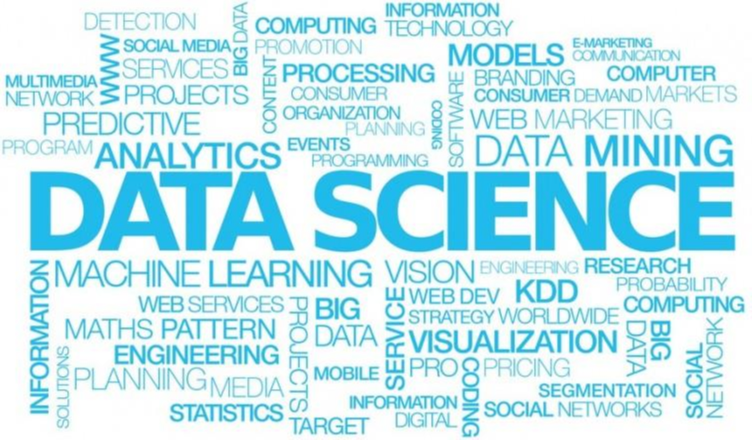 DETECTION
WWW
SOCIAL MEDIA
SERVICES
PROJECTS
BIG DATA
COMPUTING
PROMOTION
INFORMATION
TECHNOLOGY
MULTIMEDIA
NETWORK
CONTENT
PROCESSING
CONSUMER
ORGANIZATION
PLANNING
CODING
SOFTWARE
MODELS
BRANDING
E-MARKETING
COMMUNICATION
COMPUTER
CONSUMER DEMAND MARKETS
WEB MARKETING
PREDICTIVE
PROGRAM
ANALYTICS
EVENTS
PROGRAMMING
DATA MINING
DATA SCIENCE
INFORMATION
MACHINE LEARNING
VISION
ENGINEERING
RESEARCH
PROBABILITY
WEB SERVICES
PROJECTS
BIG
DATA
SERVICE
WEB DEV
KDD
COMPUTING
STRATEGY WORLDWIDE
MATHS PATTERN
VISUALIZATION
BIG
DATA
SOCIAL
NETWORK
SOLUTIONS
ENGINEERING
PLANNING
MEDIA
MOBILE
PRO PRICING
CODING
SEGMENTATION
STATISTICS
TARGET
INFORMATION
DIGITAL
SOCIAL NETWORKS